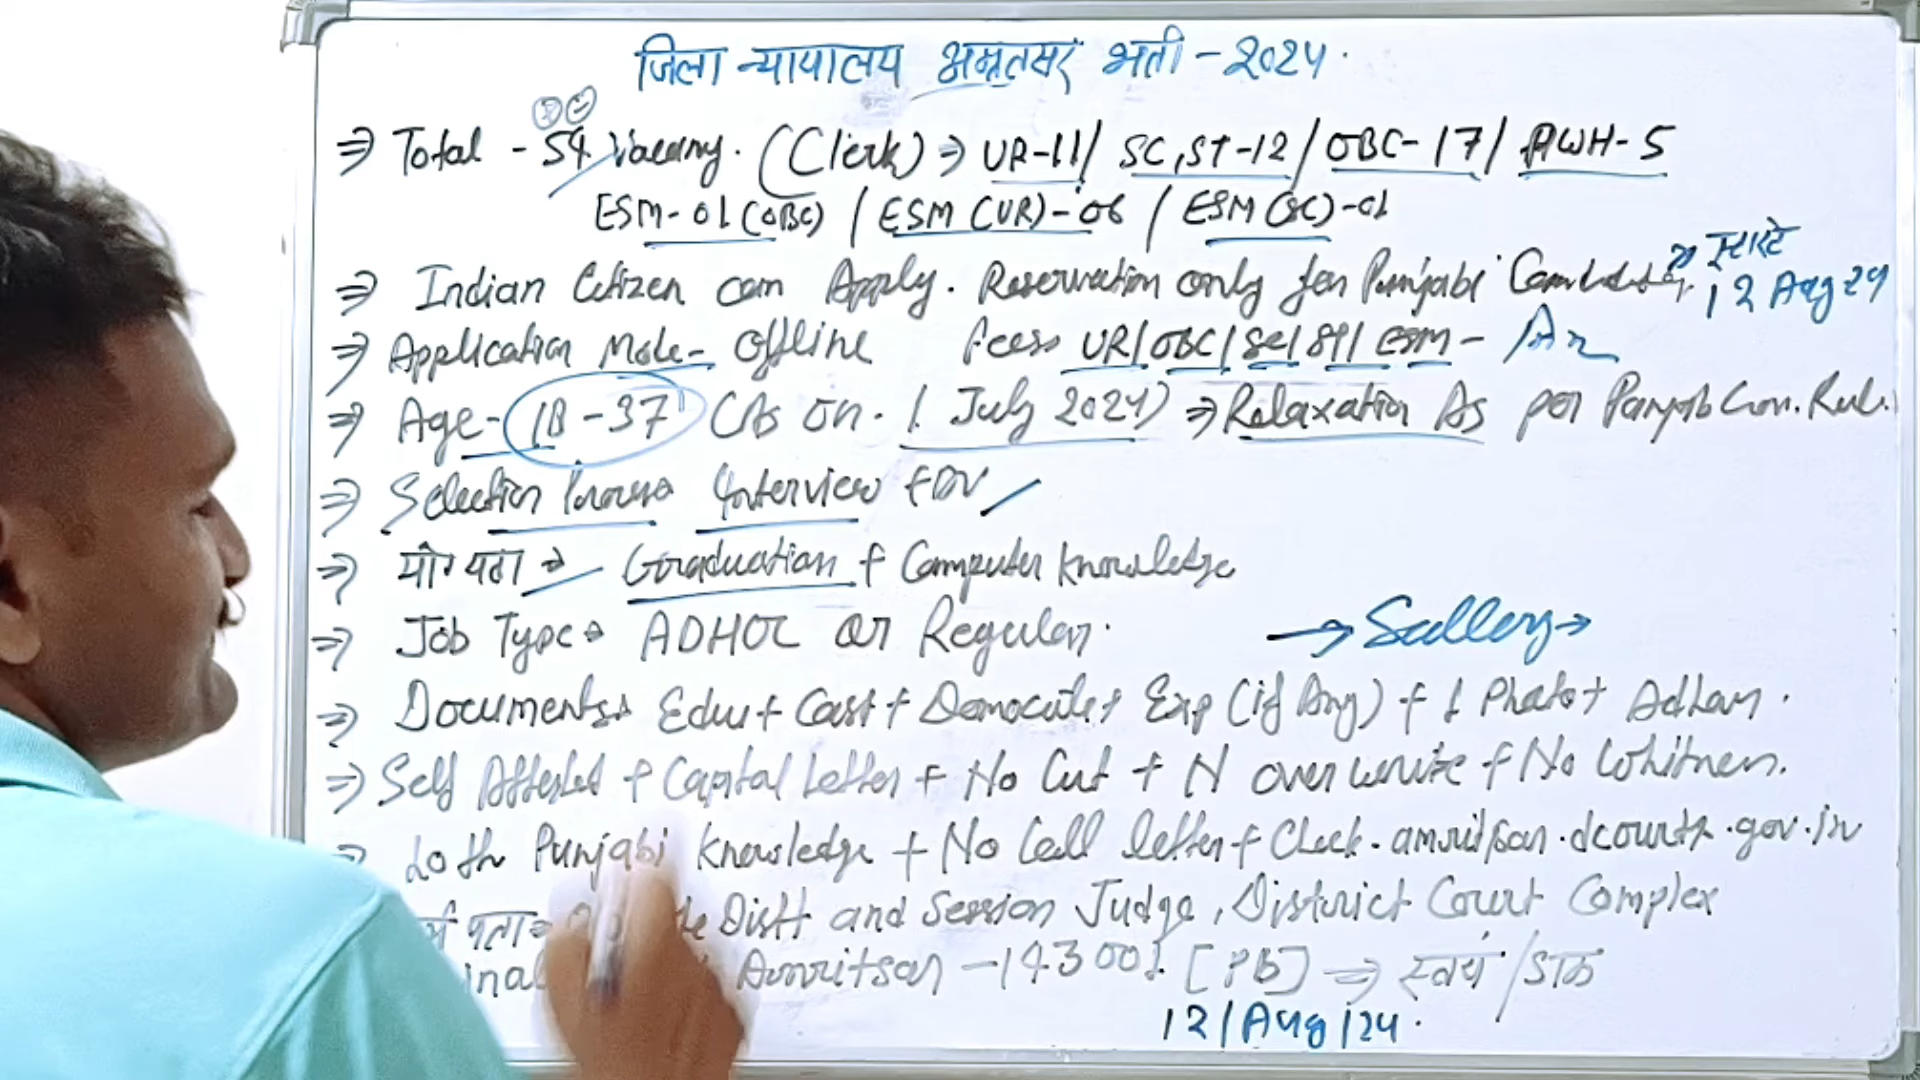 जिला न्यायालय अमृतसर भर्ती - 2024.
⇒ Total - 54 Vacancy. (Clerk) ⇒ UR-11/ SC,ST-12/OBC-17/ PWH-5
ESM-01(OBC) / ESM (UR)-06 / ESM (SC)-01
⇒ Indian Citizen can Apply. Reservation only for Punjabi Candidate
स्टार्ट
12 Aug 24
⇒ Application Mode- Offline Fees UR/OBC/SC/ST/ESM-
⇒ Age- 18-37 (As on. 1 July 2024) ⇒ Relaxation As per Punjab Gov. Rule.
⇒ Selection Process Interview + DV
⇒ योग्यता ⇒ Graduation + Computer Knowledge
⇒ Job Type ADHOC or Regular.
→ Sallery →
⇒ Documents Edu + Cast + Exp (if Any) + 1 Photo + Adhar.
⇒ Self Attested + Capital Letter + No Cut + N over write + No Whitner.
⇒ 10th Punjabi Knowledge + No Call letter + Check. amritsar.dcourts.gov.in
पता Distt and Session Judge, District Court Complex
Amritsar -143001 [PB] ⇒ स्वयं/डाक
12/Aug/24.